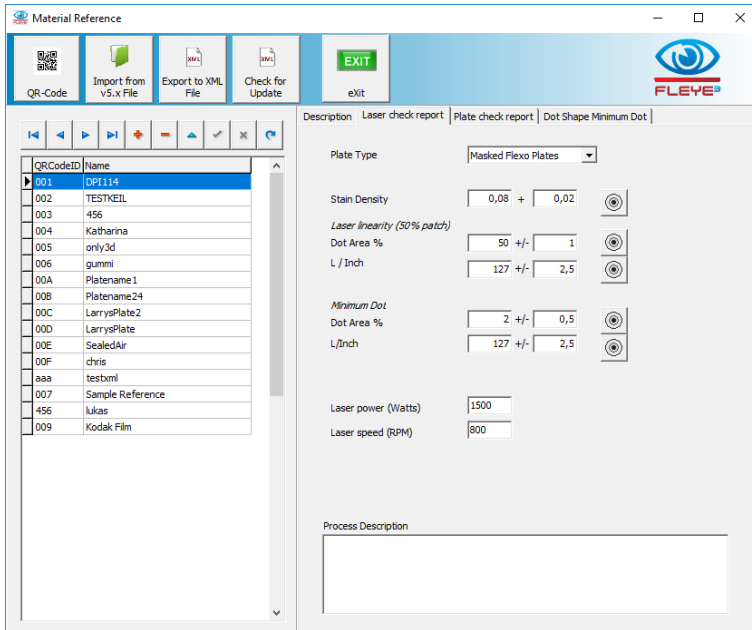 Material Reference
QR-Code
Import from
v5.x File
Export to XML
File
Check for
Update
EXIT
eXit
FLEYE³
QRCodeID Name
001 DPI114
002 TESTKEIL
003 456
004 Katharina
005 only3d
006 gummi
00A Platename1
00B Platename24
00C LarrysPlate2
00D LarrysPlate
00E SealedAir
00F chris
aaa testxml
007 Sample Reference
456 lukas
009 Kodak Film
Description Laser check report Plate check report Dot Shape Minimum Dot
Plate Type Masked Flexo Plates
Stain Density 0,08 + 0,02
Laser linearity (50% patch)
Dot Area % 50 +/- 1
L / Inch 127 +/- 2,5
Minimum Dot
Dot Area % 2 +/- 0,5
L/Inch 127 +/- 2,5
Laser power (Watts) 1500
Laser speed (RPM) 800
Process Description